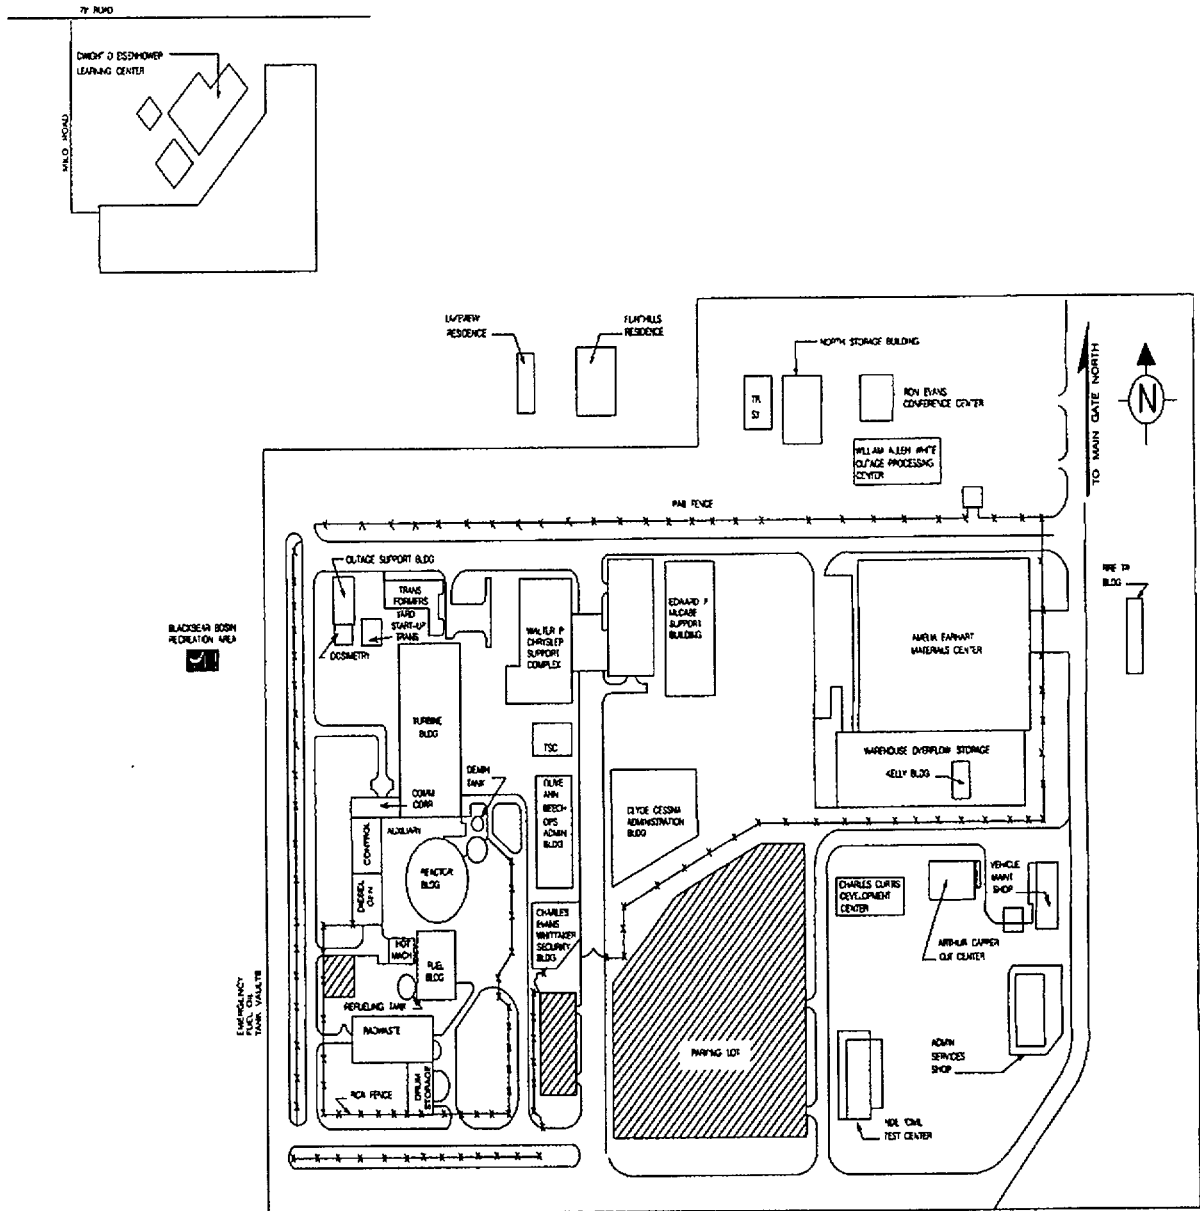 ROAD
DWIGHT D EISENHOWER
LEARNING CENTER
MILO ROAD
LAKEVIEW
RESIDENCE
FLINTHILLS
RESIDENCE
NORTH STORAGE BUILDING
RON EVANS
CONFERENCE CENTER
WILLIAM ALLEN WHITE
OUTAGE PROCESSING
CENTER
TO MAIN GATE NORTH
N
FENCE
OUTAGE SUPPORT BLDG
TRANS
FORMERS
YARD
START-UP
TRANS
DOSIMETRY
BLACKBEAR BOSIN
RECREATION AREA
WALTER P
CHRYSLER
SUPPORT
COMPLEX
EDWARD P
McCABE
SUPPORT
BUILDING
AMELIA EARHART
MATERIALS CENTER
BLDG
TURBINE
BLDG
TSC
DEMIN
TANK
WAREHOUSE OVERFLOW STORAGE
KELLY BLDG
COMM
CORR
OLIVE
ANN
BEECH
OPS
ADMIN
BLDG
CLYDE CESSNA
ADMINISTRATION
BLDG
AUXILIARY
CONTROL
REACTOR
BLDG
DIESEL
GEN
CHARLES CURTIS
DEVELOPMENT
CENTER
VEHICLE
MAINT
SHOP
CHARLES
EVANS
WHITTAKER
SECURITY
BLDG
ARTHUR CAPPER
CENTER
HOT
MACH
FUEL
BLDG
EMERGENCY
FUEL OIL
TANK VAULTS
REFUELING TANK
RADWASTE
PARKING LOT
ADMIN
SERVICES
SHOP
DRUM
STORAGE
RCA FENCE
TEST CENTER